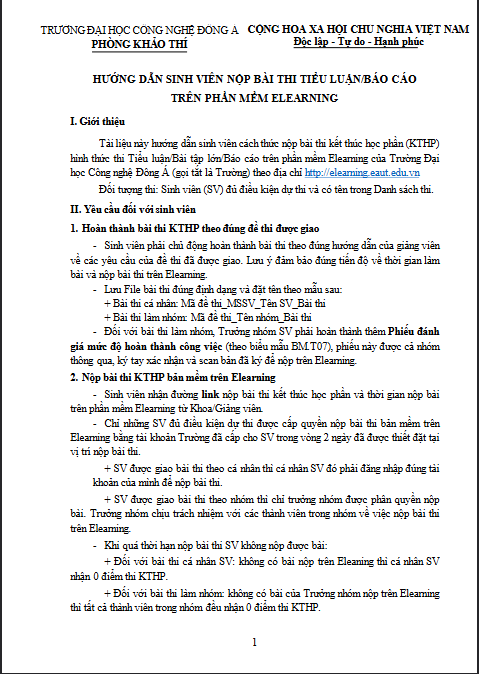 TRƯỜNG ĐẠI HỌC CÔNG NGHỆ ĐÔNG Á
CỘNG HOA XA HỘI CHU NGHIA VIỆT NAM
PHÒNG KHẢO THÍ
Độc lập - Tự do - Hạnh phúc
HƯỚNG DẪN SINH VIÊN NỘP BÀI THI TIỂU LUẬN/BÁO CÁO
TRÊN PHẦN MỀM ELEARNING
I. Giới thiệu
Tài liệu này hướng dẫn sinh viên cách thức nộp bài thi kết thúc học phần (KTHP)
hình thức thi Tiểu luận/Bài tập lớn/Báo cáo trên phần mềm Elearning của Trường Đại
học Công nghệ Đông Á (gọi tắt là Trường) theo địa chỉ http://elearning.eaut.edu.vn
Đối tượng thi: Sinh viên (SV) đủ điều kiện dự thi và có tên trong Danh sách thi.
II. Yêu cầu đối với sinh viên
1. Hoàn thành bài thi KTHP theo đúng đề thi được giao
- Sinh viên phải chủ động hoàn thành bài thi theo đúng hướng dẫn của giảng viên
về các yêu cầu của đề thi đã được giao. Lưu ý đảm bảo đúng tiến độ về thời gian làm
bài và nộp bài thi trên Elearning.
- Lưu File bài thi đúng định dạng và đặt tên theo mẫu sau:
+ Bài thi cá nhân: Mã đề thi_MSSV_Tên SV_Bài thi
+ Bài thi làm nhóm: Mã đề thi_Tên nhóm_Bài thi
- Đối với bài thi làm nhóm, Trưởng nhóm SV phải hoàn thành thêm Phiếu đánh
giá mức độ hoàn thành công việc (theo biểu mẫu BM.T07), phiếu này được cả nhóm
thông qua, ký tay xác nhận và scan bản đã ký để nộp trên Elearning.
2. Nộp bài thi KTHP bản mềm trên Elearning
- Sinh viên nhận đường link nộp bài thi kết thúc học phần và thời gian nộp bài
trên phần mềm Elearning từ Khoa/Giảng viên.
- Chỉ những SV đủ điều kiện dự thi được cấp quyền nộp bài thi bản mềm trên
Elearning bằng tài khoản Trường đã cấp cho SV trong vòng 2 ngày đã được thiết đặt tại
vị trí nộp bài thi.
+ SV được giao bài thi theo cá nhân thì cá nhân SV đó phải đăng nhập đúng tài
khoản của mình để nộp bài thi.
+ SV được giao bài thi theo nhóm thì chỉ trưởng nhóm được phân quyền nộp
bài. Trưởng nhóm chịu trách nhiệm với các thành viên trong nhóm về việc nộp bài thi
trên Elearning.
- Khi quá thời hạn nộp bài thi SV không nộp được bài:
+ Đối với bài thi cá nhân SV: không có bài nộp trên Eleaning thì cá nhân SV
nhận 0 điểm thi KTHP.
+ Đối với bài thi làm nhóm: không có bài của Trưởng nhóm nộp trên Elearning
thì tất cả thành viên trong nhóm đều nhận 0 điểm thi KTHP.
1